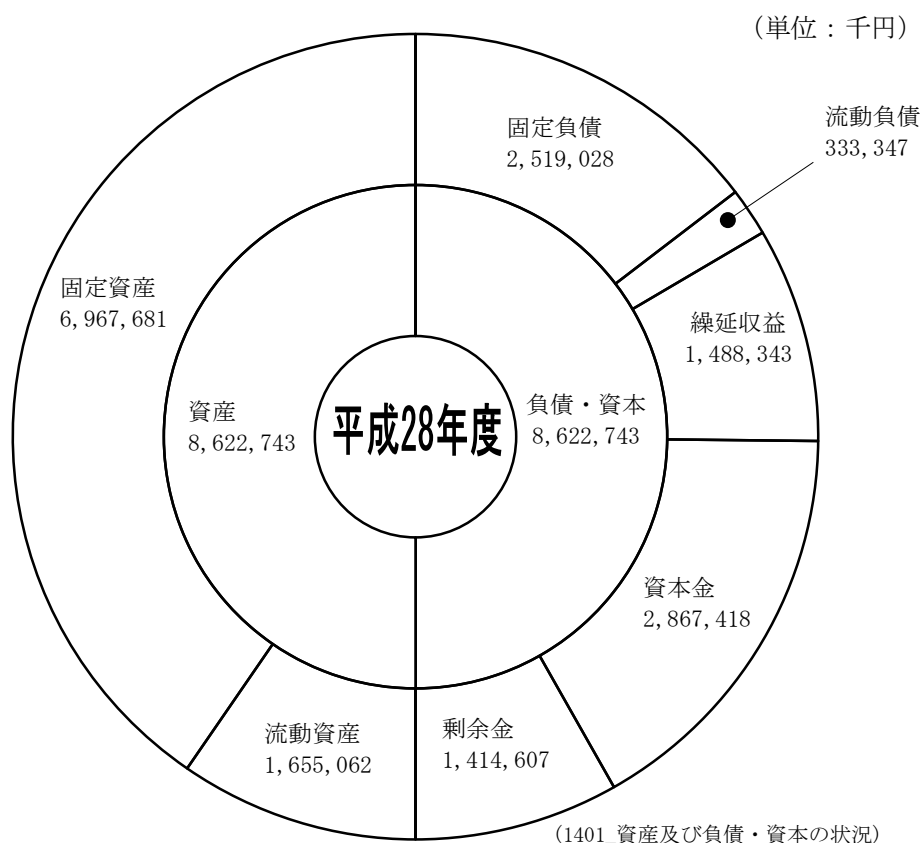 (単位：千円)
固定負債
2,519,028
流動負債
333,347
繰延収益
1,488,343
固定資産
6,967,681
資産
8,622,743
平成28年度
負債・資本
8,622,743
資本金
2,867,418
流動資産
1,655,062
剰余金
1,414,607
(1401_資産及び負債・資本の状況)